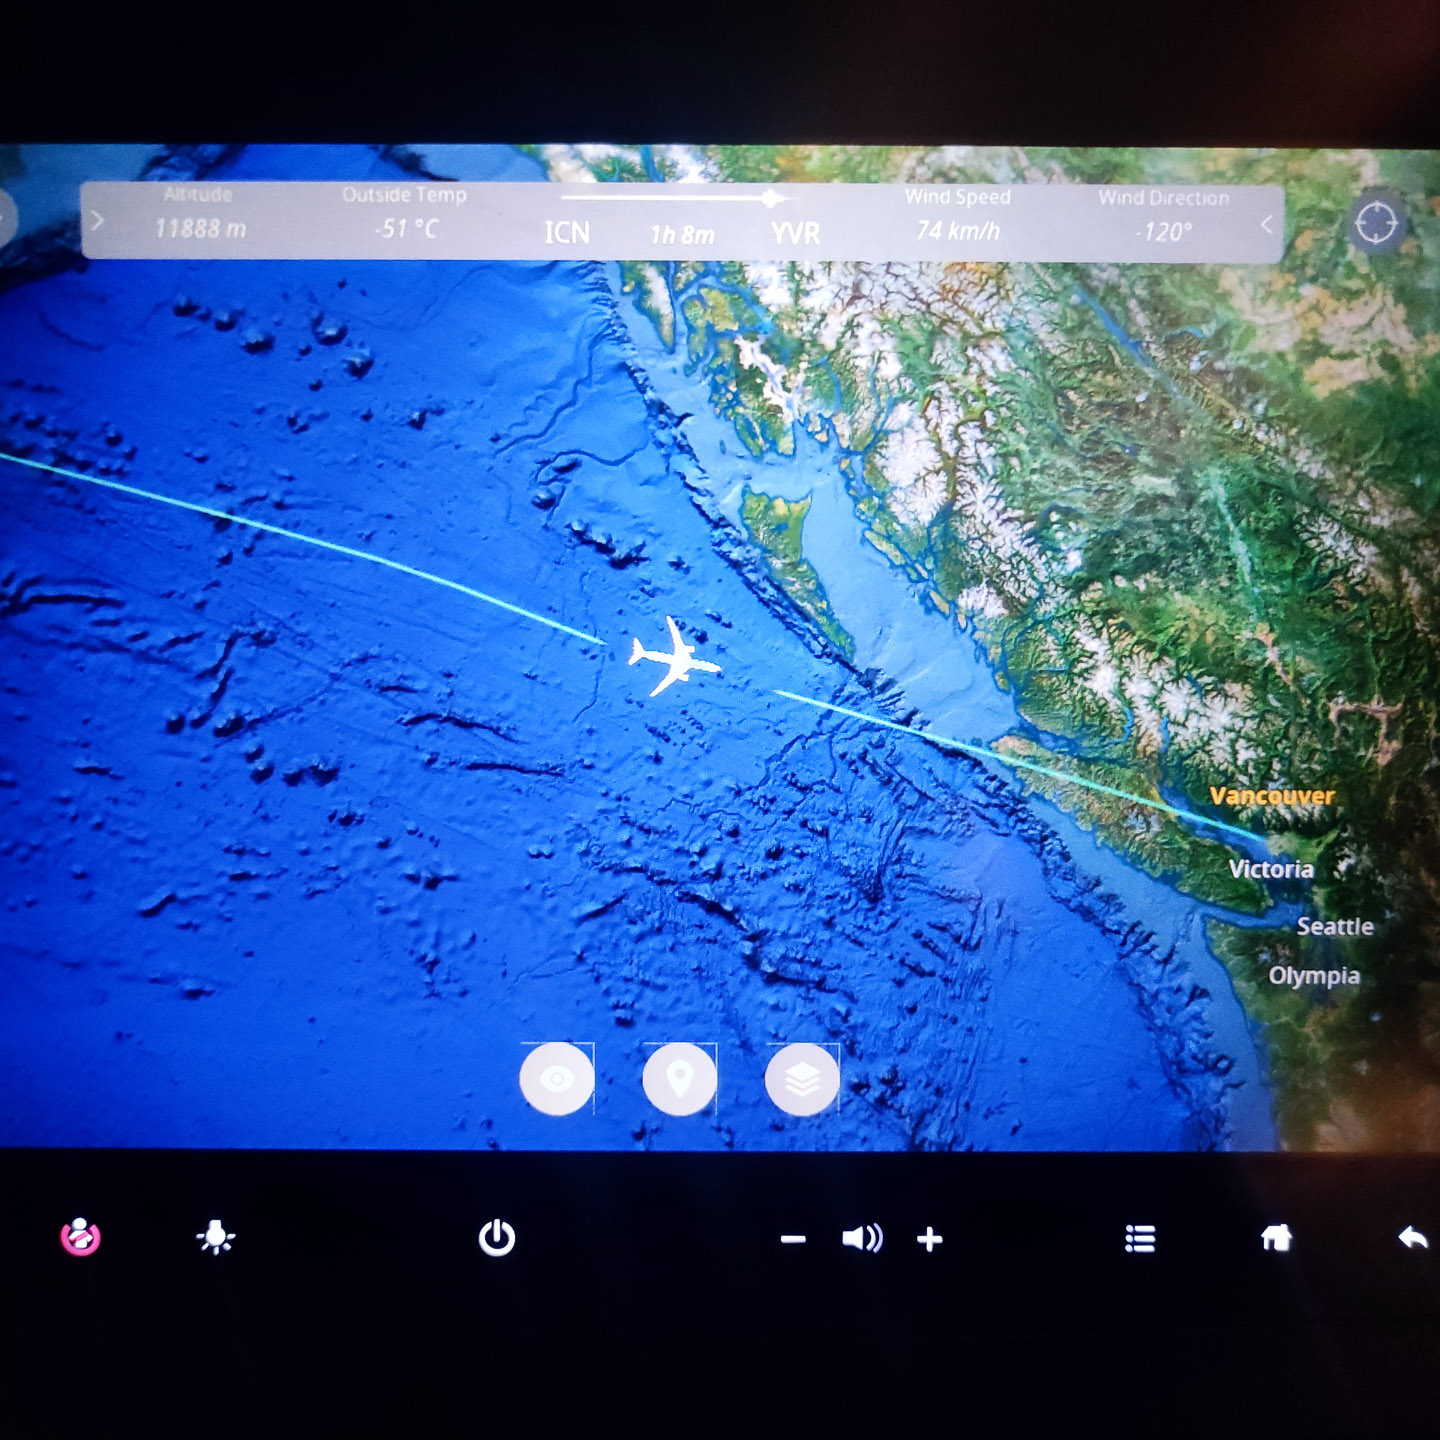 Altitude
11888 m
Outside Temp
-51 °C
ICN 1h 8m YVR
Wind Speed
74 km/h
Wind Direction
-120°
Vancouver
Victoria
Seattle
Olympia